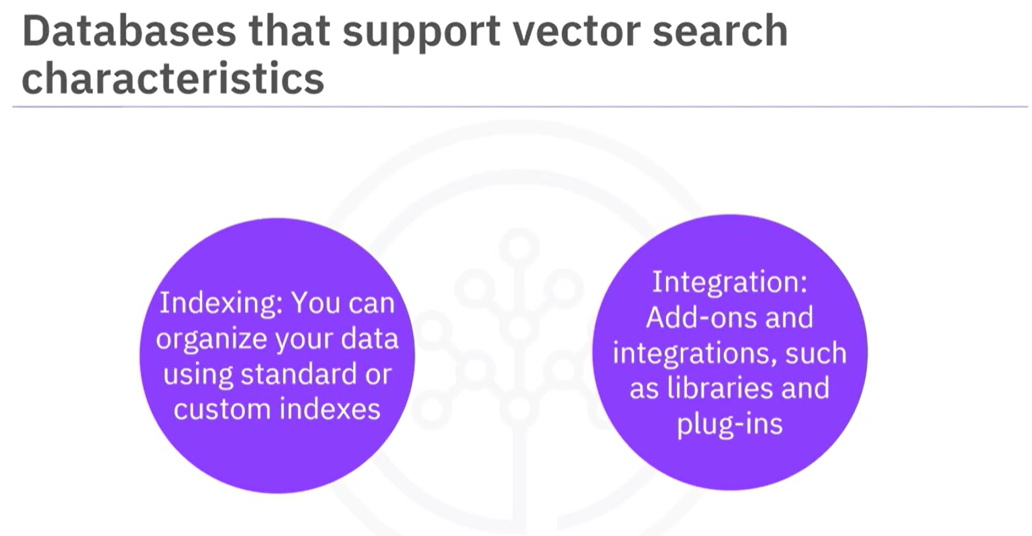 Databases that support vector search
characteristics
Indexing: You can
organize your data
using standard or
custom indexes
Integration:
Add-ons and
integrations, such
as libraries and
plug-ins